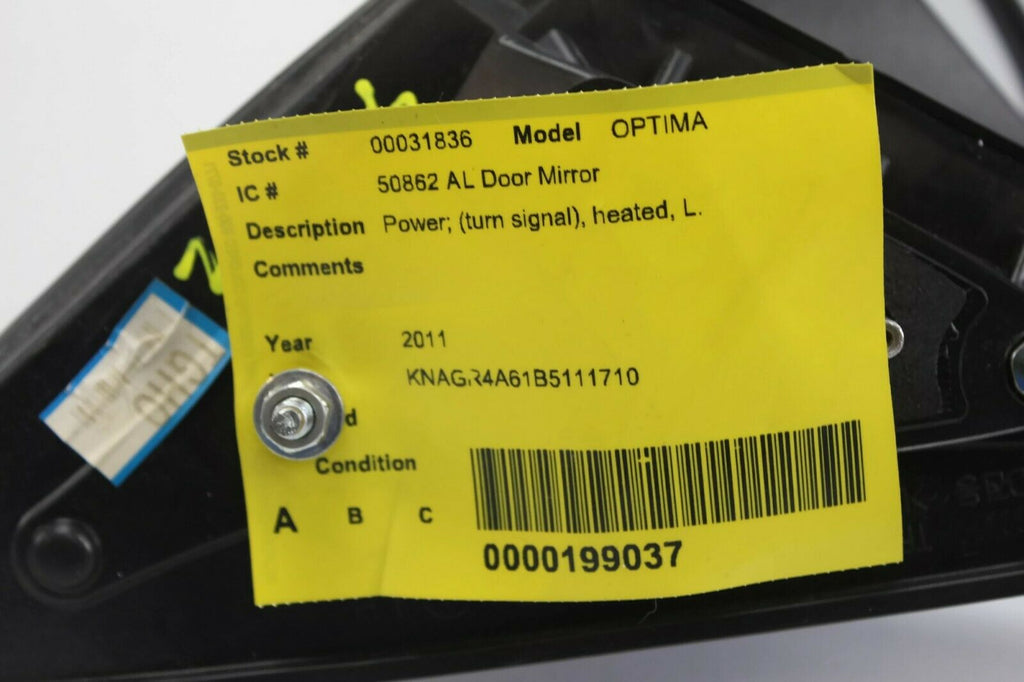 Stock # 00031836 Model OPTIMA
IC # 50862 AL Door Mirror
Description Power; (turn signal), heated, L.
Comments
Year 2011
KNAGR4A61B5111710
d
Condition
A B C
0000199037